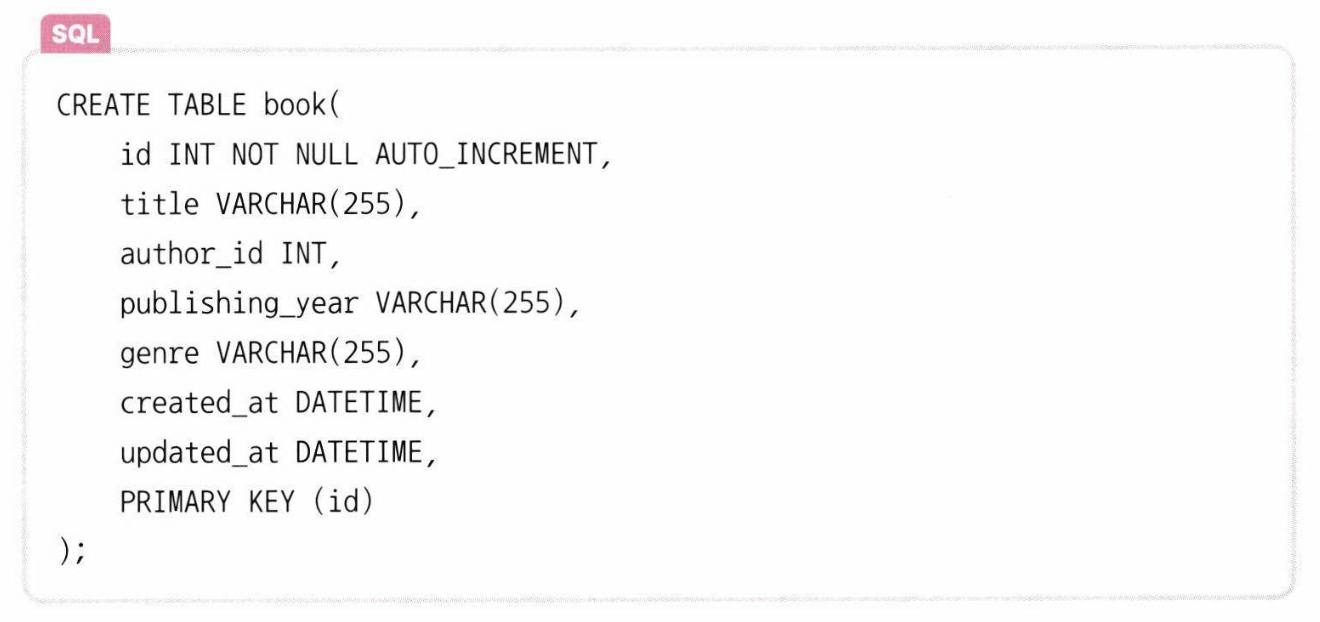 SQL
CREATE TABLE book(
    id INT NOT NULL AUTO_INCREMENT,
    title VARCHAR(255),
    author_id INT,
    publishing_year VARCHAR(255),
    genre VARCHAR(255),
    created_at DATETIME,
    updated_at DATETIME,
    PRIMARY KEY (id)
);